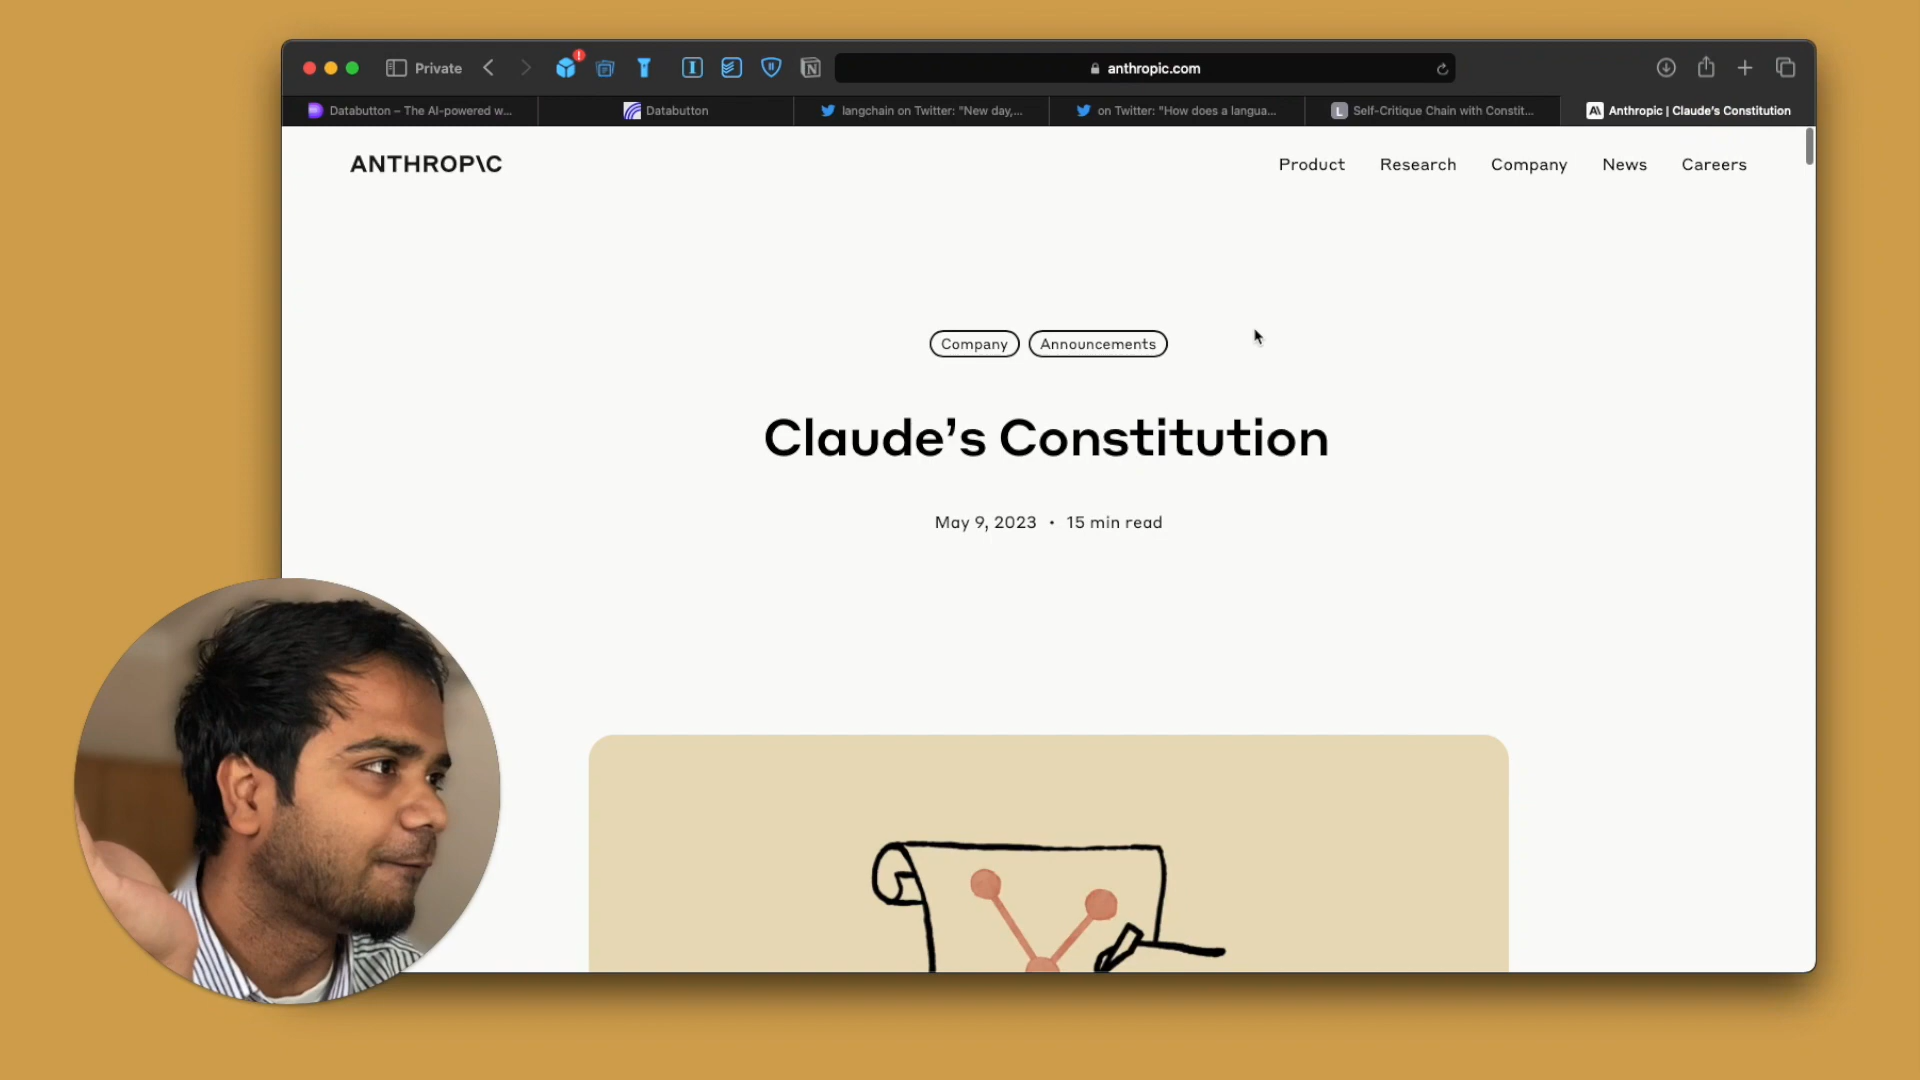 Private
anthropic.com
Databutton – The AI-powered w...
Databutton
langchain on Twitter: "New day,...
on Twitter: "How does a langua...
Self-Critique Chain with Constit...
Anthropic | Claude's Constitution
ANTHROP\C
Product
Research
Company
News
Careers
Company
Announcements
Claude's Constitution
May 9, 2023 • 15 min read